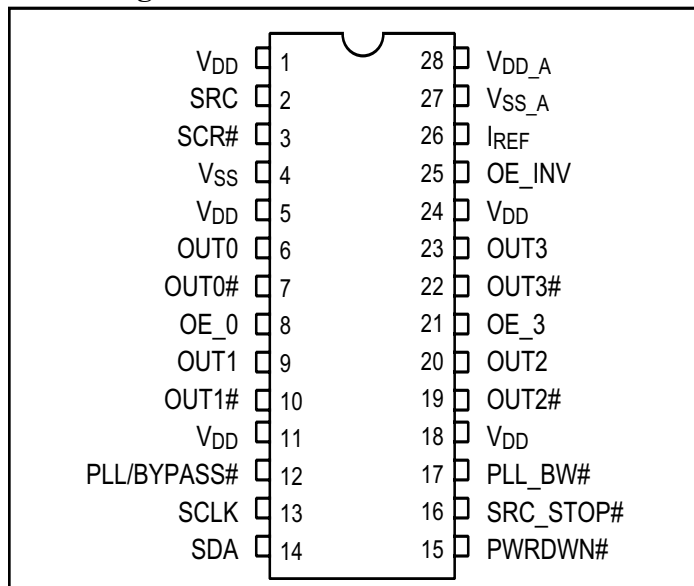 VDD 1 28 VDD_A
SRC 2 27 VSS_A
SCR# 3 26 IREF
VSS 4 25 OE_INV
VDD 5 24 VDD
OUT0 6 23 OUT3
OUT0# 7 22 OUT3#
OE_0 8 21 OE_3
OUT1 9 20 OUT2
OUT1# 10 19 OUT2#
VDD 11 18 VDD
PLL/BYPASS# 12 17 PLL_BW#
SCLK 13 16 SRC_STOP#
SDA 14 15 PWRDWN#